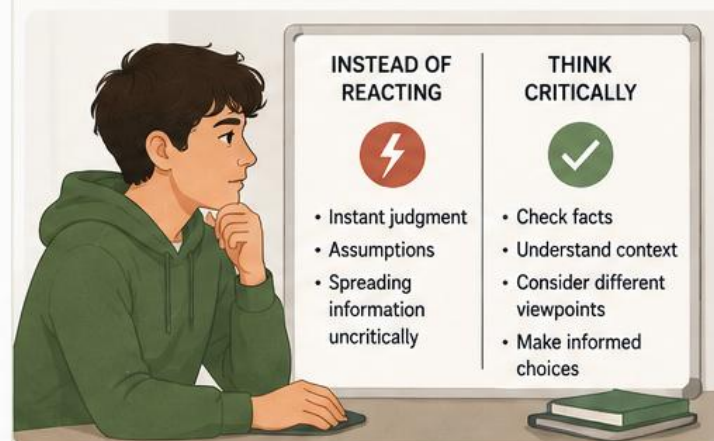 INSTEAD OF
REACTING
• Instant judgment
• Assumptions
• Spreading
information
uncritically
THINK
CRITICALLY
• Check facts
• Understand context
• Consider different
viewpoints
• Make informed
choices